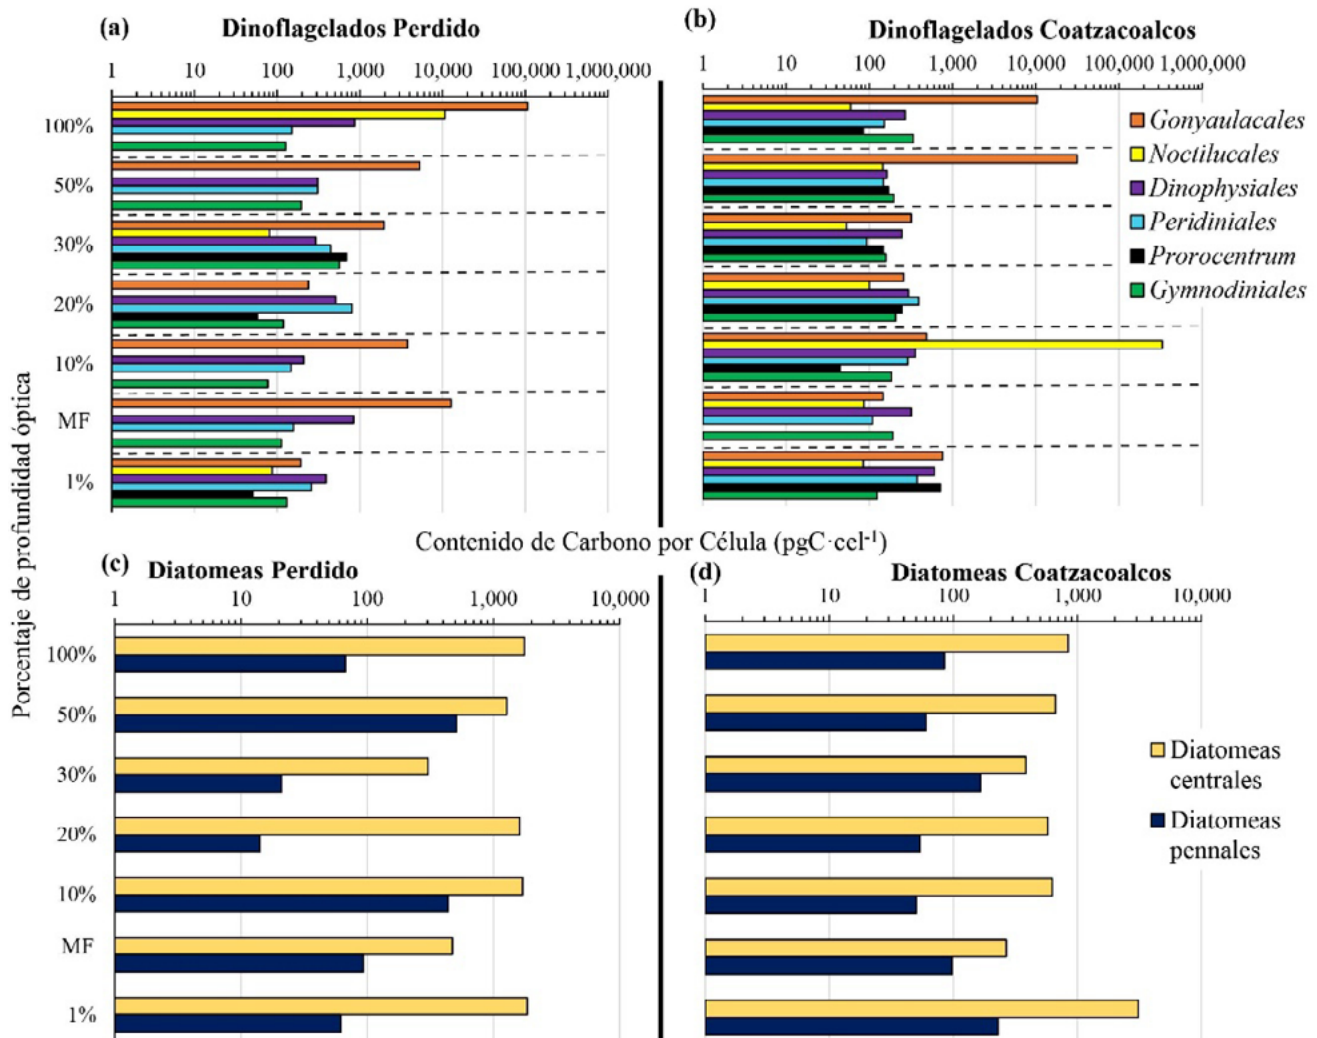 (a) Dinoflagelados Perdido
1 10 100 1,000 10,000 100,000 1,000,000
100%
50%
30%
20%
10%
MF
1%
(b) Dinoflagelados Coatzacoalcos
1 10 100 1,000 10,000 100,000 1,000,000
Gonyaulacales
Noctilucales
Dinophysiales
Peridiniales
Prorocentrum
Gymnodiniales
Porcentaje de profundidad óptica
Contenido de Carbono por Célula (pgC·cel-1)
(c) Diatomeas Perdido
1 10 100 1,000 10,000
100%
50%
30%
20%
10%
MF
1%
(d) Diatomeas Coatzacoalcos
1 10 100 1,000 10,000
Diatomeas
centrales
Diatomeas
pennales